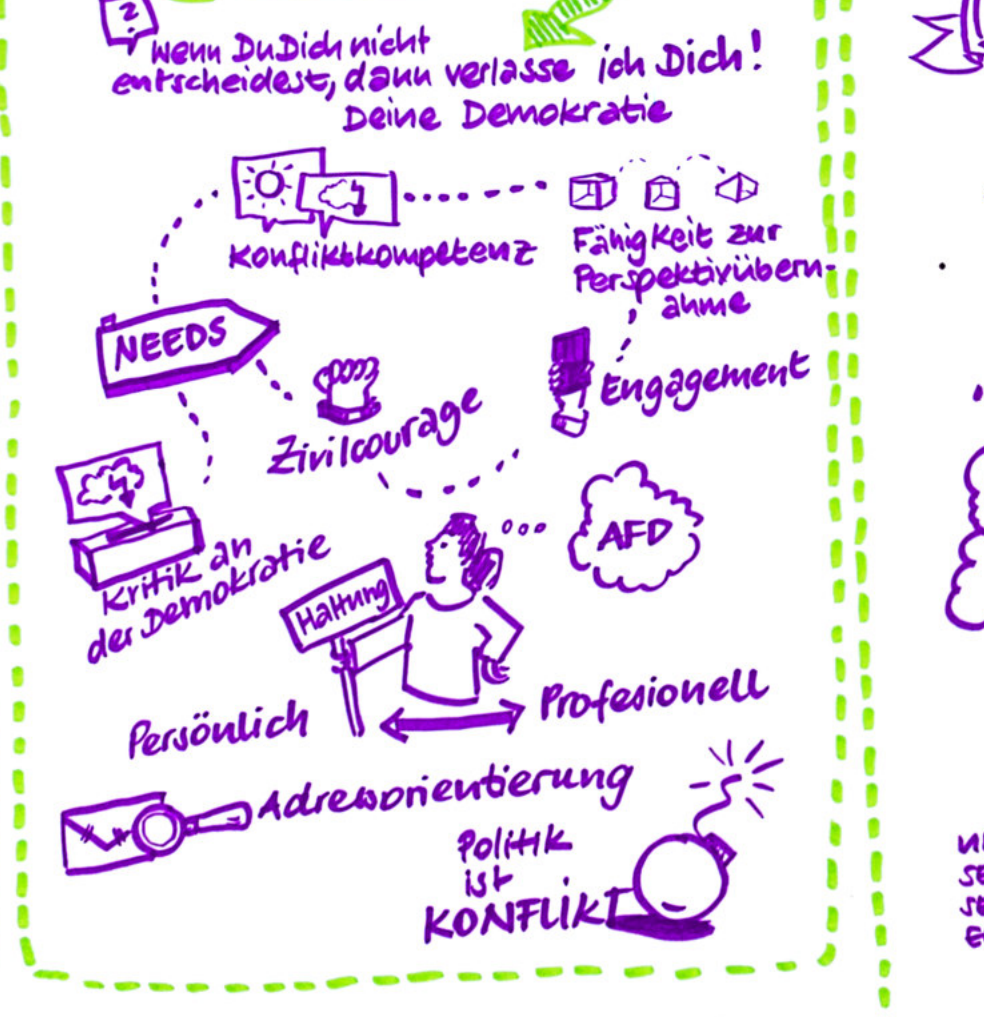 ?
Wenn Du Dich nicht
entscheidest, dann verlasse ich Dich!
Deine Demokratie
Konfliktkompetenz
Fähigkeit zur
Perspektivübern-
ahme
NEEDS
Zivilcourage
Engagement
Kritik an
der Demokratie
AFD
Haltung
Persönlich
Profesionell
Adressorientierung
Politik
ist
KONFLIKT